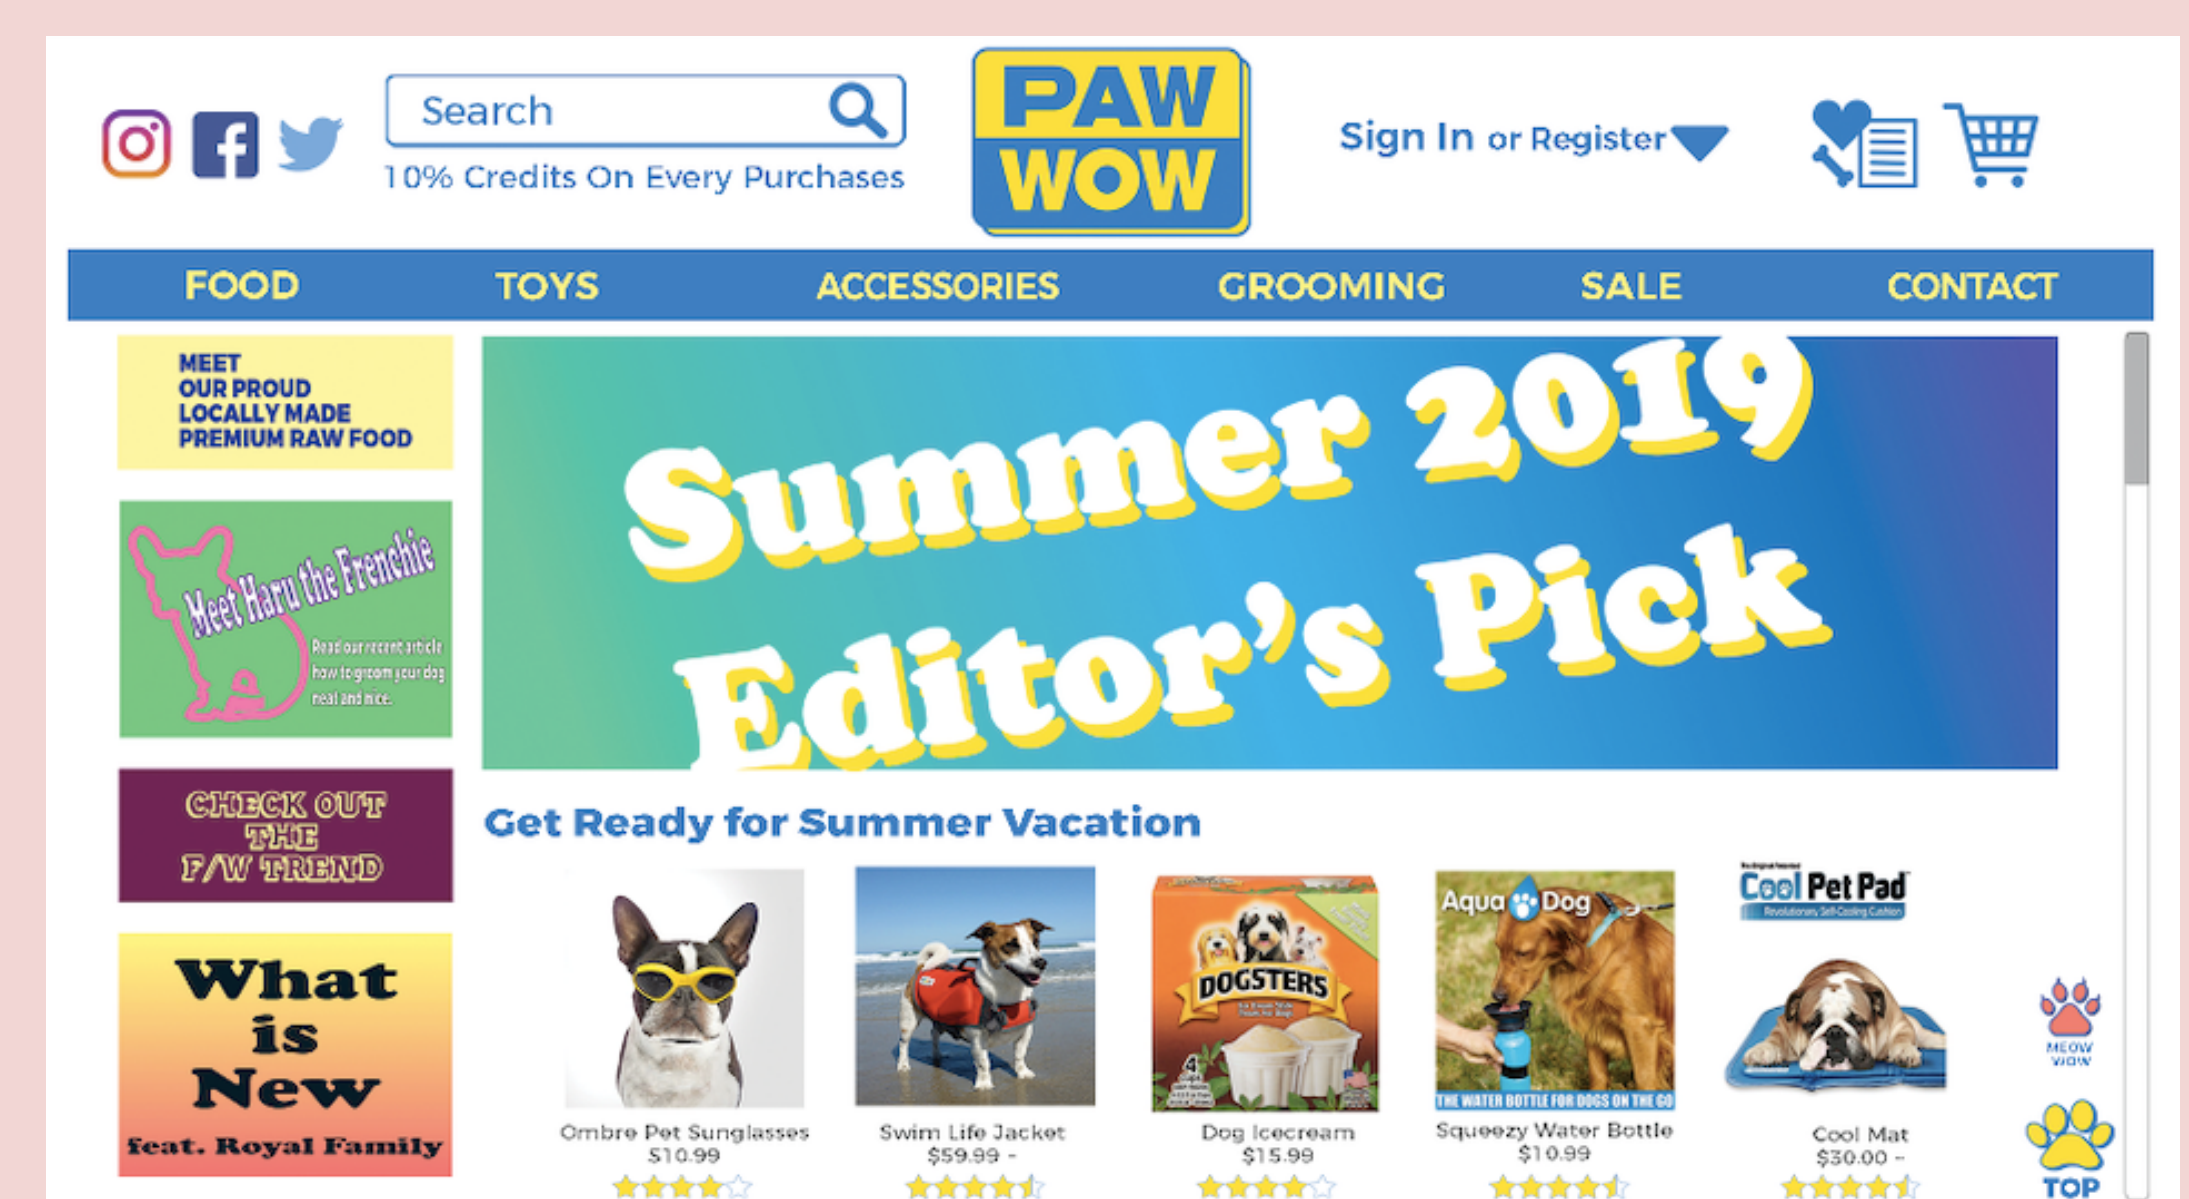 Search
10% Credits On Every Purchases
PAW
WOW
Sign In or Register
FOOD TOYS ACCESSORIES GROOMING SALE CONTACT
MEET
OUR PROUD
LOCALLY MADE
PREMIUM RAW FOOD
Meet Haru the Frenchie
Read our recent article
how to groom your dog
neat and nice.
CHECK OUT
THE
F/W TREND
What
is
New
feat. Royal Family
Summer 2019
Editor's Pick
Get Ready for Summer Vacation
Ombre Pet Sunglasses
$10.99
Swim Life Jacket
$59.99 ~
DOGSTERS
4
Dog Icecream
$15.99
Aqua Dog
THE WATER BOTTLE FOR DOGS ON THE GO
Squeezy Water Bottle
$10.99
Cool Pet Pad
Revolutionary Self-Cooling Cushion
Cool Mat
$30.00 ~
MEOW
WOW
TOP